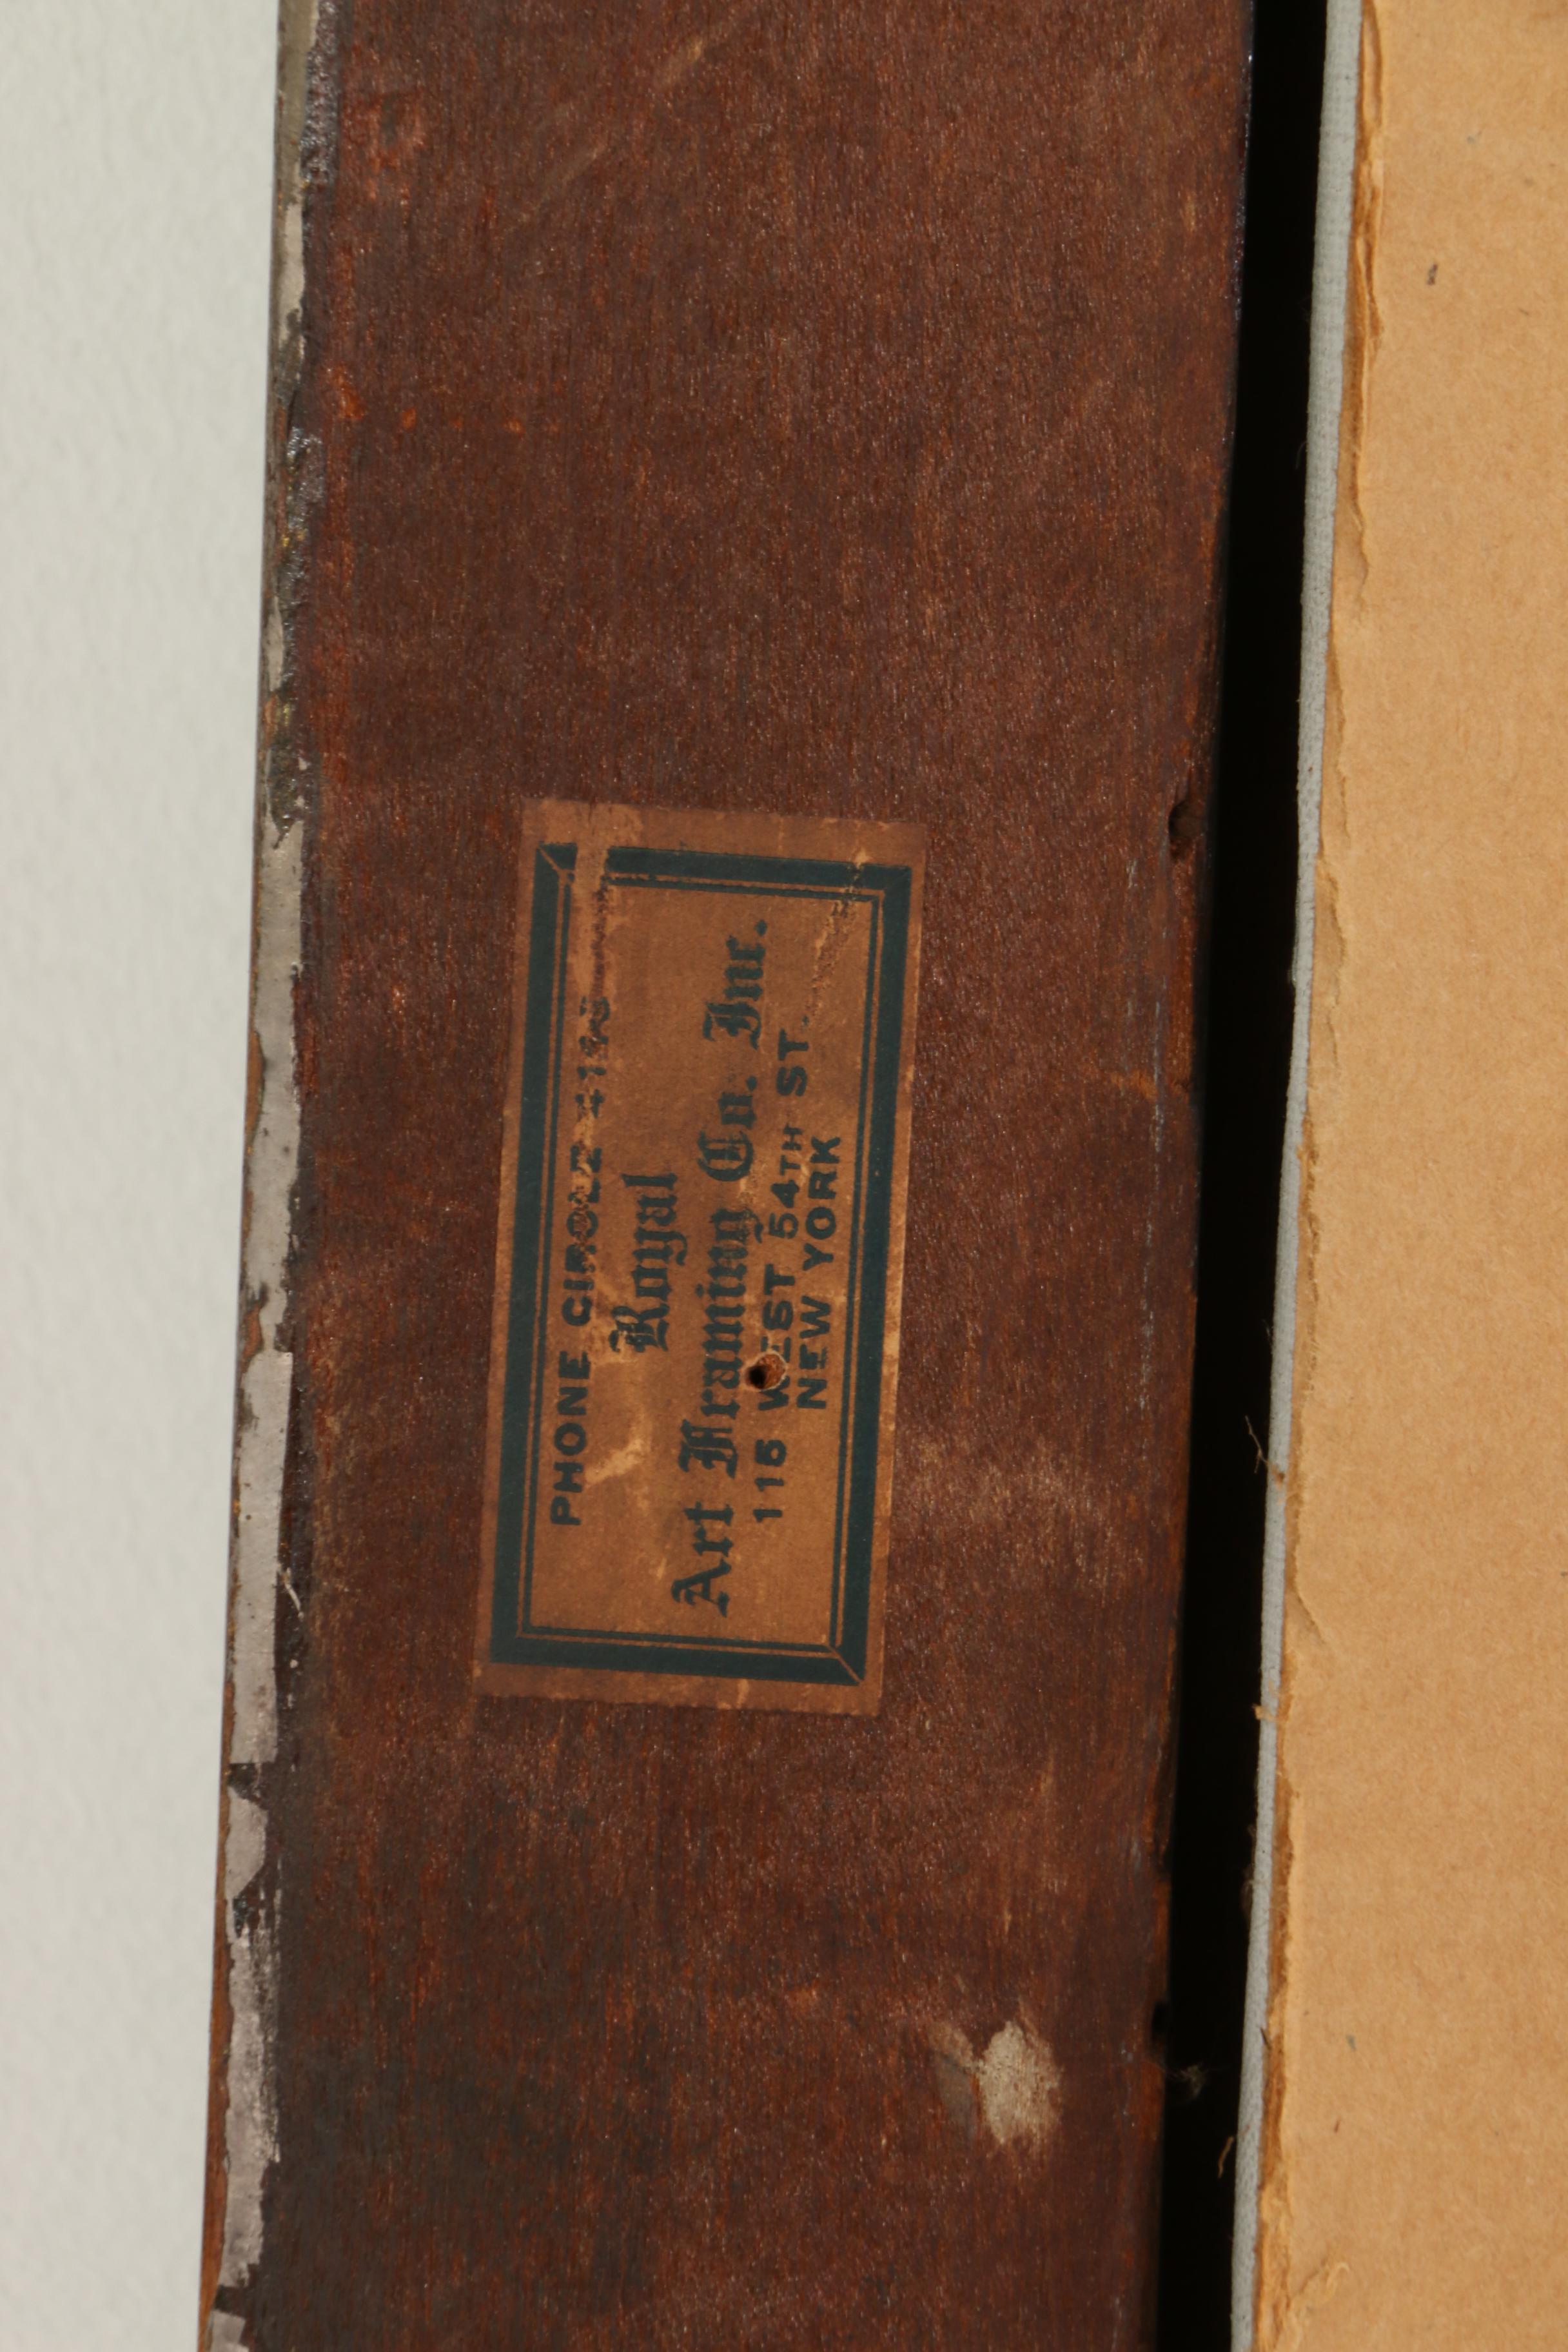 PHONE CIRCLE
Royal
Art Framing Co. Inc.
115 WEST 54TH ST.
NEW YORK